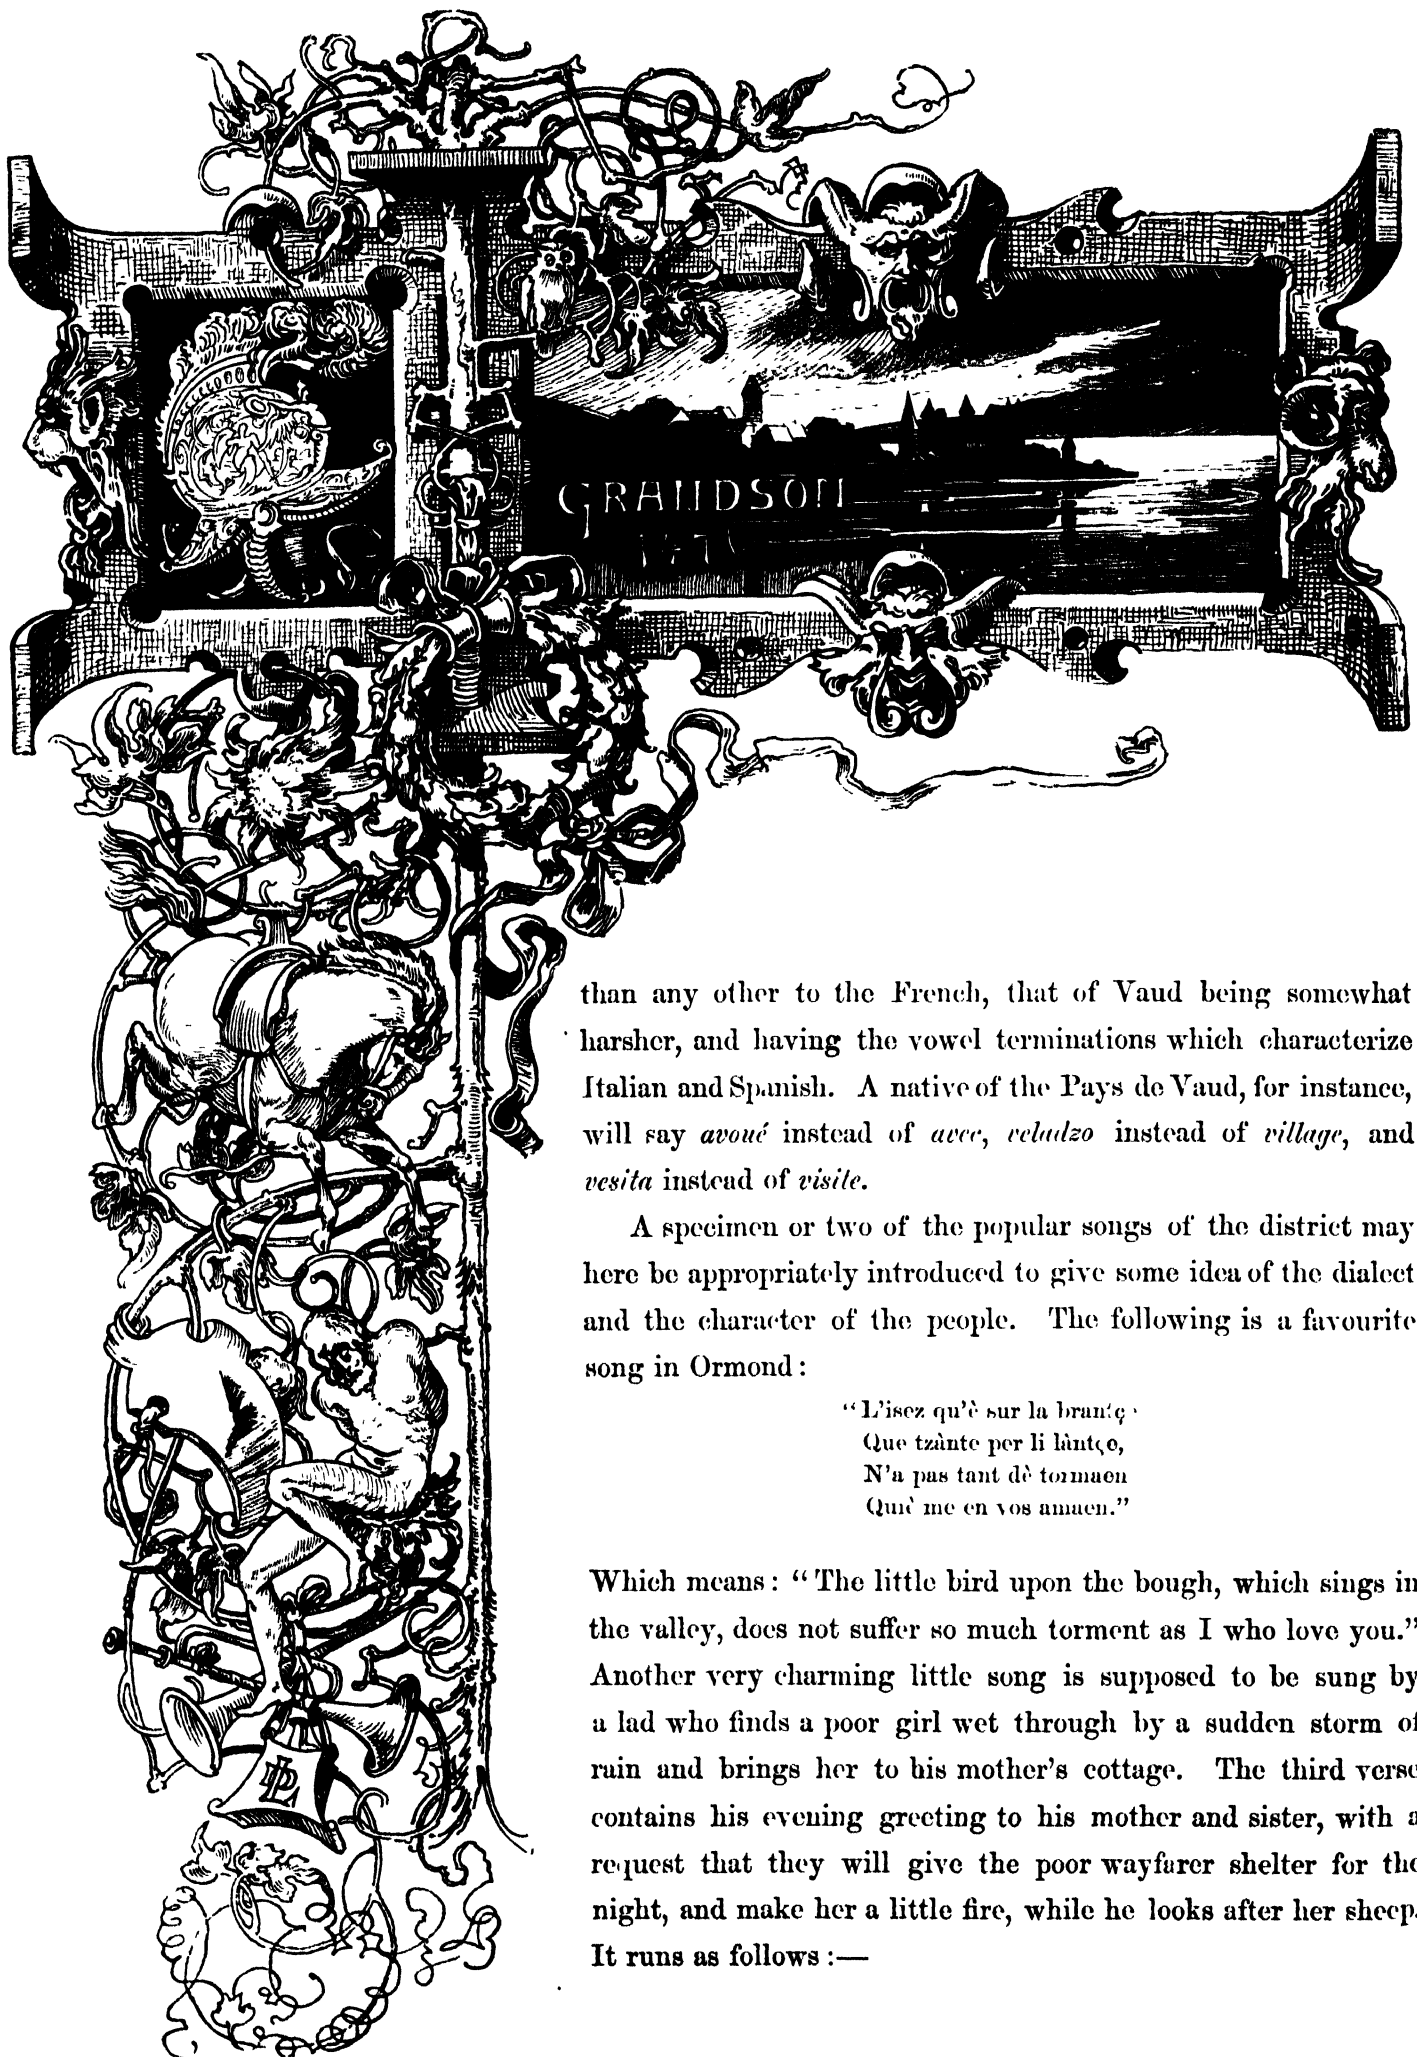 GRANDSON
than any other to the French, that of Vaud being somewhat
harsher, and having the vowel terminations which characterize
Italian and Spanish. A native of the Pays de Vaud, for instance,
will say avoué instead of avec, veladzo instead of village, and
vesita instead of visite.
A specimen or two of the popular songs of the district may
here be appropriately introduced to give some idea of the dialect
and the character of the people. The following is a favourite
song in Ormond:
“L’isez qu’è sur la brantç
Que tzànte per li làntçe,
N’a pas tant dè tormaen
Quiè me en vos amaen.”
Which means: “The little bird upon the bough, which sings in
the valley, does not suffer so much torment as I who love you.”
Another very charming little song is supposed to be sung by
a lad who finds a poor girl wet through by a sudden storm of
rain and brings her to his mother’s cottage. The third verse
contains his evening greeting to his mother and sister, with a
request that they will give the poor wayfarer shelter for the
night, and make her a little fire, while he looks after her sheep.
It runs as follows:—